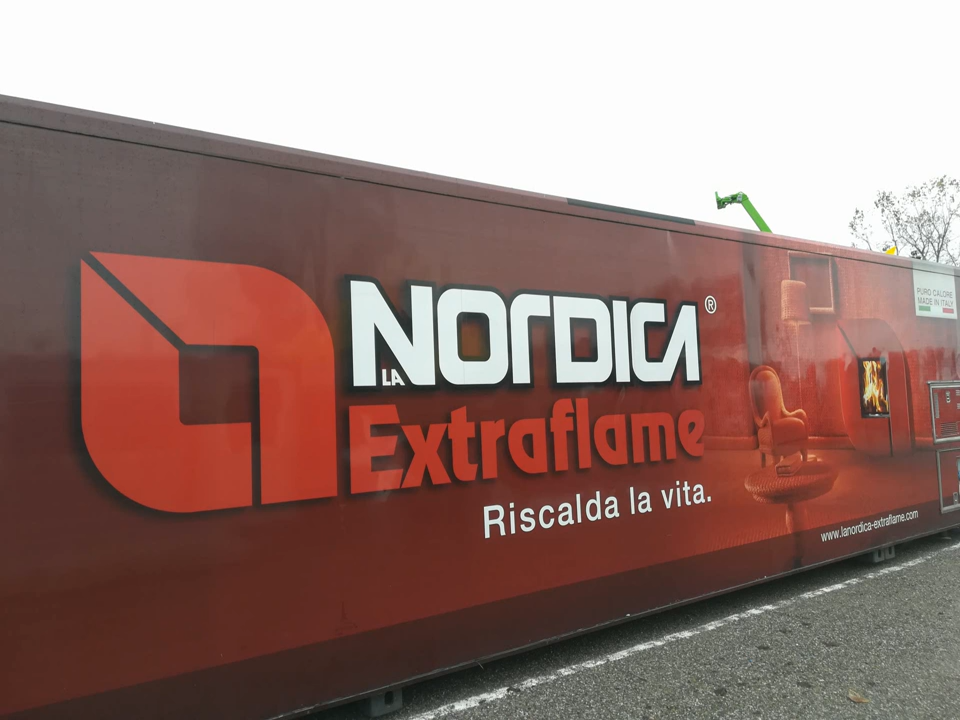 LA NORDICA®
Extraflame
Riscalda la vita.
PURO CALORE
MADE IN ITALY
www.lanordica-extraflame.com